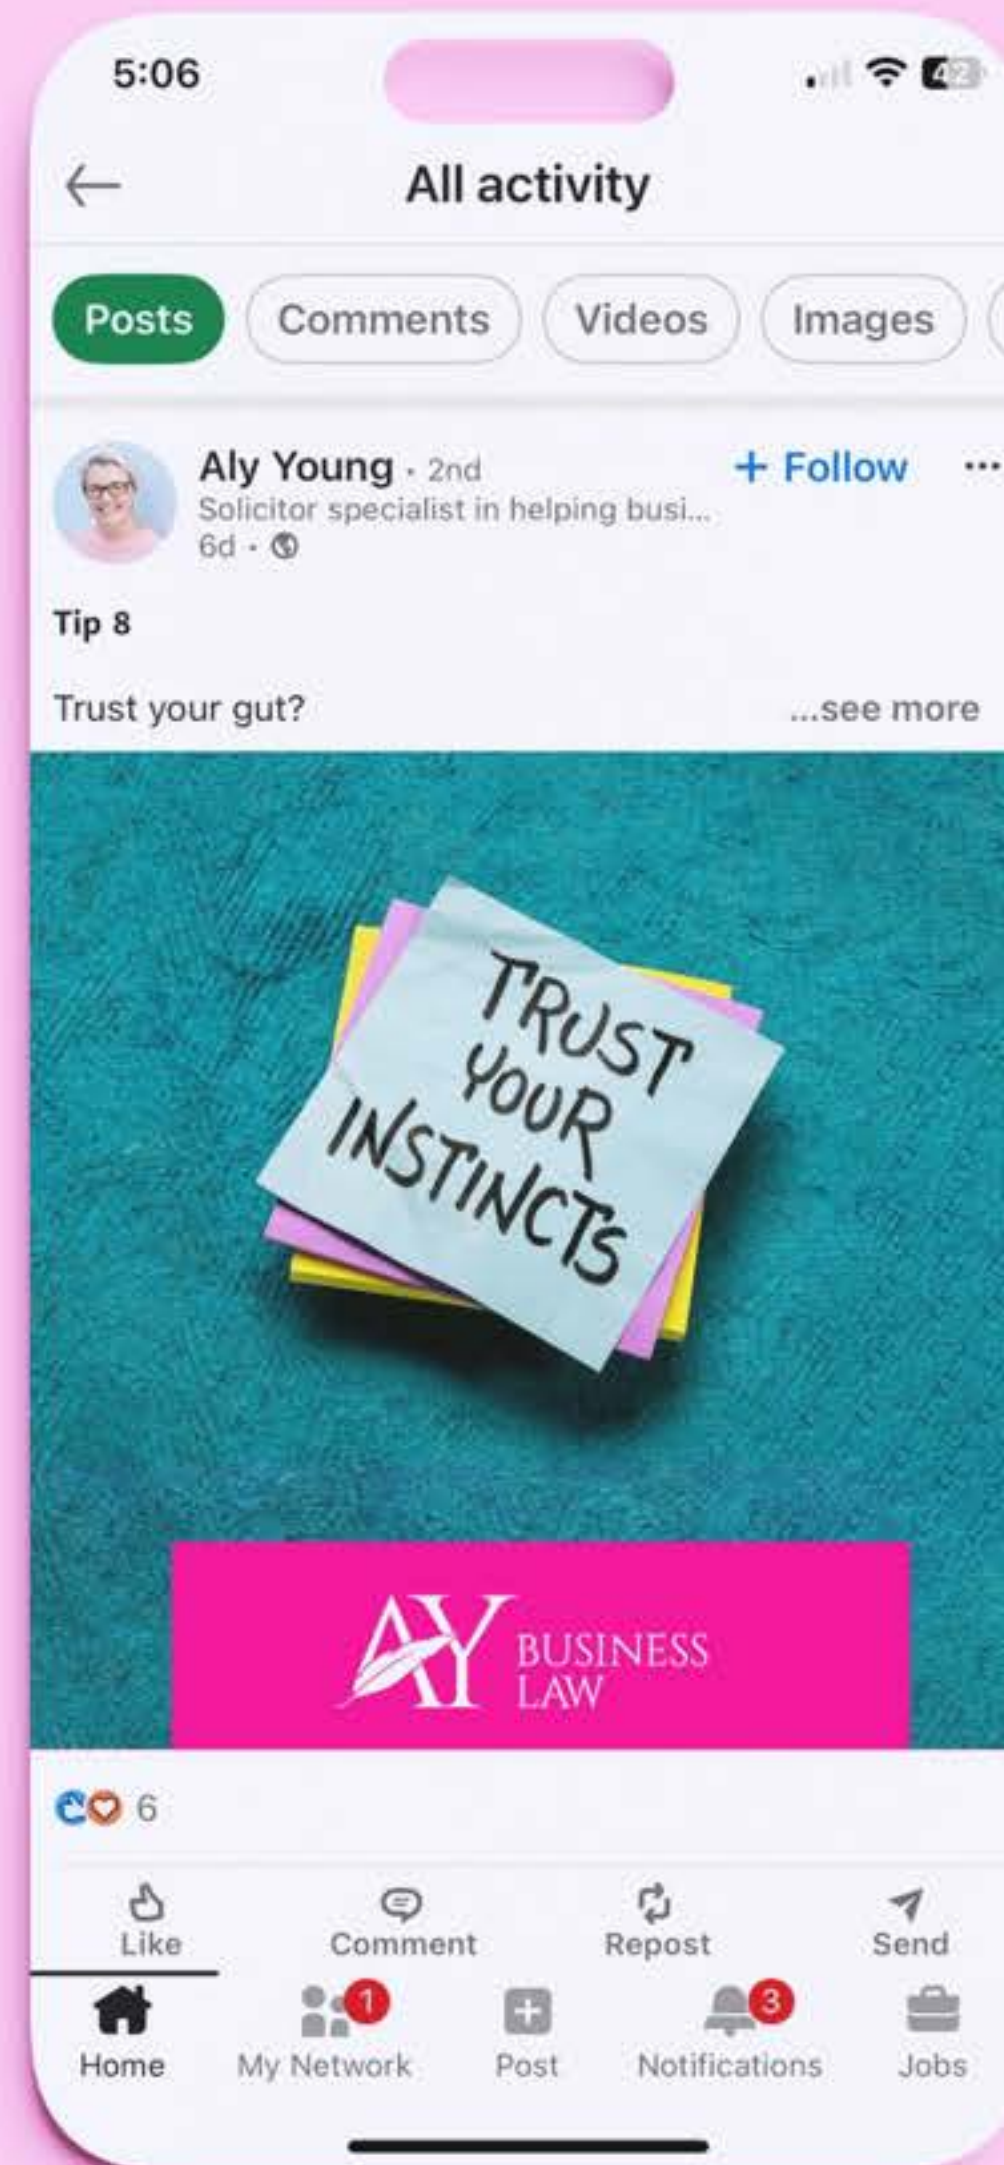 5:06
42
All activity
Posts
Comments
Videos
Images
Aly Young · 2nd
+ Follow
Solicitor specialist in helping busi...
6d ·
Tip 8
Trust your gut?
...see more
TRUST
YOUR
INSTINCTS
AY
BUSINESS
LAW
6
Like
Comment
Repost
Send
1
3
Home
My Network
Post
Notifications
Jobs